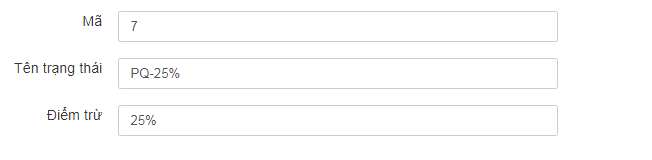 Mã 7
Tên trạng thái PQ-25%
Điểm trừ 25%